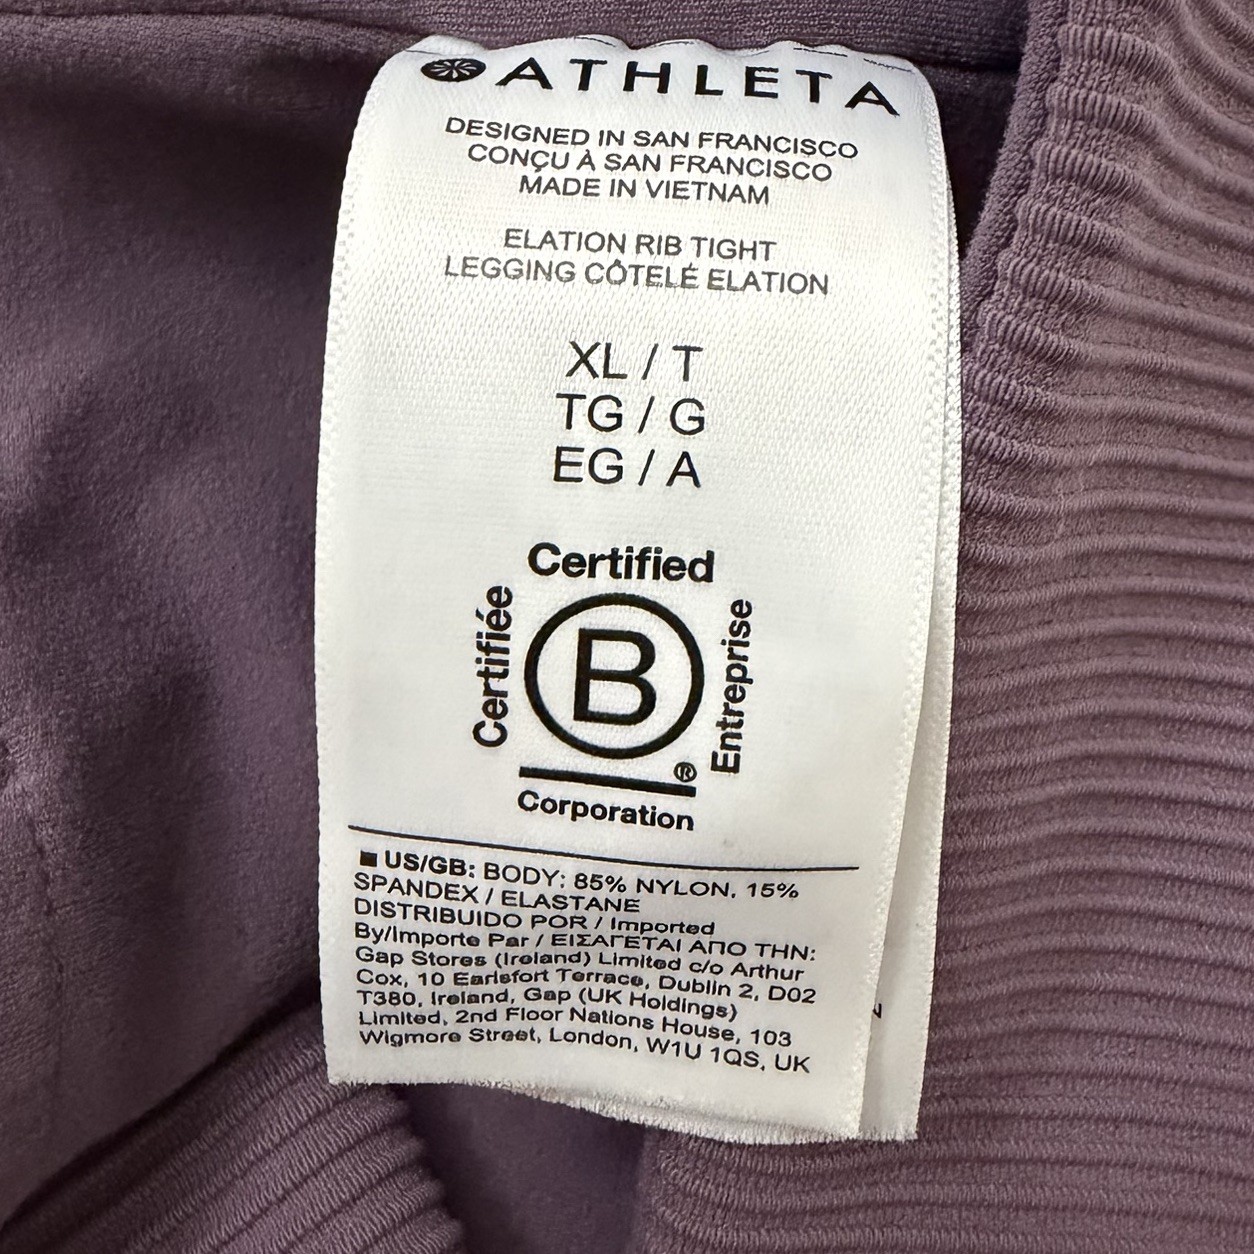 ATHLETA
DESIGNED IN SAN FRANCISCO
CONÇU À SAN FRANCISCO
MADE IN VIETNAM
ELATION RIB TIGHT
LEGGING CÔTELÉ ELATION
XL / T
TG / G
EG / A
Certified
Certifiée
B
Entreprise
®
Corporation
US/GB: BODY: 85% NYLON, 15%
SPANDEX / ELASTANE
DISTRIBUIDO POR / Imported
By/Importe Par / ΕΙΣΑΓΕΤΑΙ ΑΠΟ ΤΗΝ:
Gap Stores (Ireland) Limited c/o Arthur
Cox, 10 Earlsfort Terrace, Dublin 2, D02
T380, Ireland, Gap (UK Holdings)
Limited, 2nd Floor Nations House, 103
Wigmore Street, London, W1U 1QS, UK